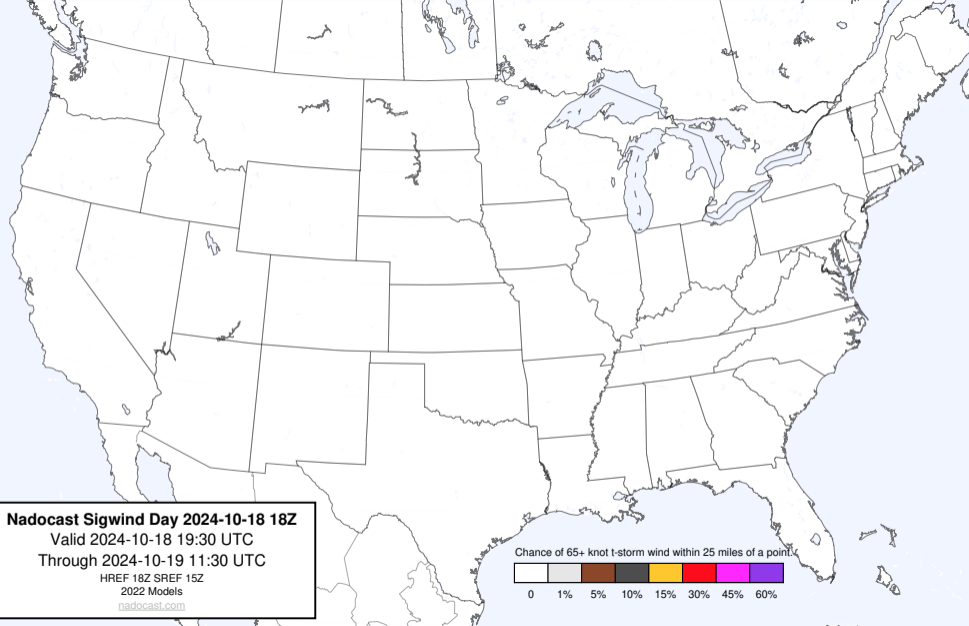 Nadocast Sigwind Day 2024-10-18 18Z
Valid 2024-10-18 19:30 UTC
Through 2024-10-19 11:30 UTC
HREF 18Z SREF 15Z
2022 Models
nadocast.com
Chance of 65+ knot t-storm wind within 25 miles of a point.
0 1% 5% 10% 15% 30% 45% 60%